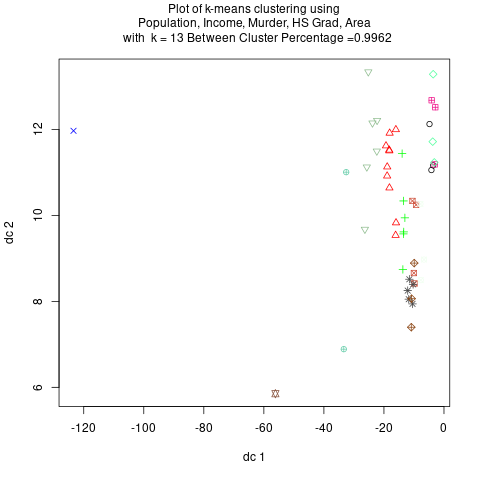 Plot of k-means clustering using
Population, Income, Murder, HS Grad, Area
with  k = 13 Between Cluster Percentage =0.9962
12
10
8
6
dc 2
-120 -100 -80 -60 -40 -20 0
dc 1